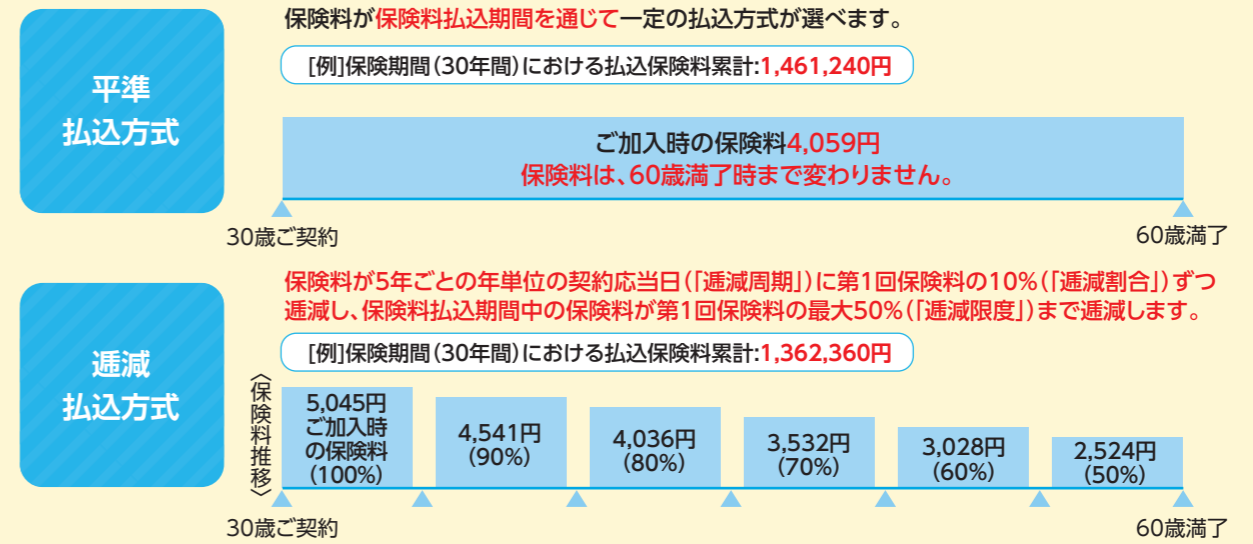 平準
払込方式
保険料が保険料払込期間を通じて一定の払込方式が選べます。
[例]保険期間(30年間)における払込保険料累計:1,461,240円
ご加入時の保険料4,059円
保険料は、60歳満了時まで変わりません。
30歳ご契約
60歳満了
逓減
払込方式
保険料が5年ごとの年単位の契約応当日(「逓減周期」)に第1回保険料の10%(「逓減割合」)ずつ
逓減し、保険料払込期間中の保険料が第1回保険料の最大50%(「逓減限度」)まで逓減します。
[例]保険期間(30年間)における払込保険料累計:1,362,360円
〈保険料推移〉
5,045円
ご加入時
の保険料
(100%)
4,541円
(90%)
4,036円
(80%)
3,532円
(70%)
3,028円
(60%)
2,524円
(50%)
30歳ご契約
60歳満了